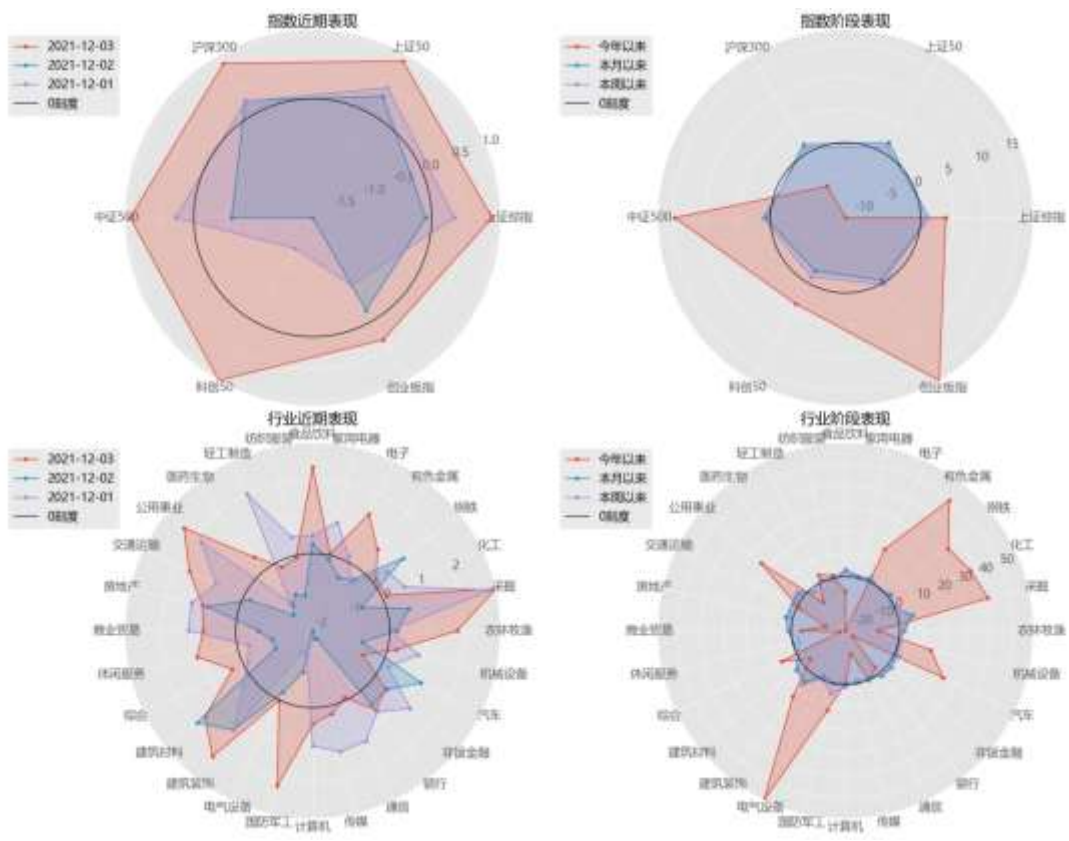 指数近期表现
2021-12-03
2021-12-02
2021-12-01
0刻度
沪深300
上证50
中证500
上证综指
科创50
创业板指
1.0
0.5
0.0
-0.5
-1.0
-1.5
指数阶段表现
今年以来
本月以来
本周以来
0刻度
沪深300
上证50
中证500
上证综指
科创50
创业板指
15
10
5
0
-5
-10
行业近期表现
2021-12-03
2021-12-02
2021-12-01
0刻度
纺织服装
食品饮料
家用电器
轻工制造
电子
医药生物
有色金属
公用事业
钢铁
交通运输
化工
房地产
采掘
商业贸易
农林牧渔
休闲服务
机械设备
综合
汽车
建筑材料
非银金融
建筑装饰
银行
电气设备
通信
国防军工
计算机
传媒
2
1
0
-2
行业阶段表现
今年以来
本月以来
本周以来
0刻度
纺织服装
食品饮料
家用电器
轻工制造
电子
医药生物
有色金属
公用事业
钢铁
交通运输
化工
房地产
采掘
商业贸易
农林牧渔
休闲服务
机械设备
综合
汽车
建筑材料
非银金融
建筑装饰
银行
电气设备
通信
国防军工
计算机
传媒
50
40
30
20
10
0
-20